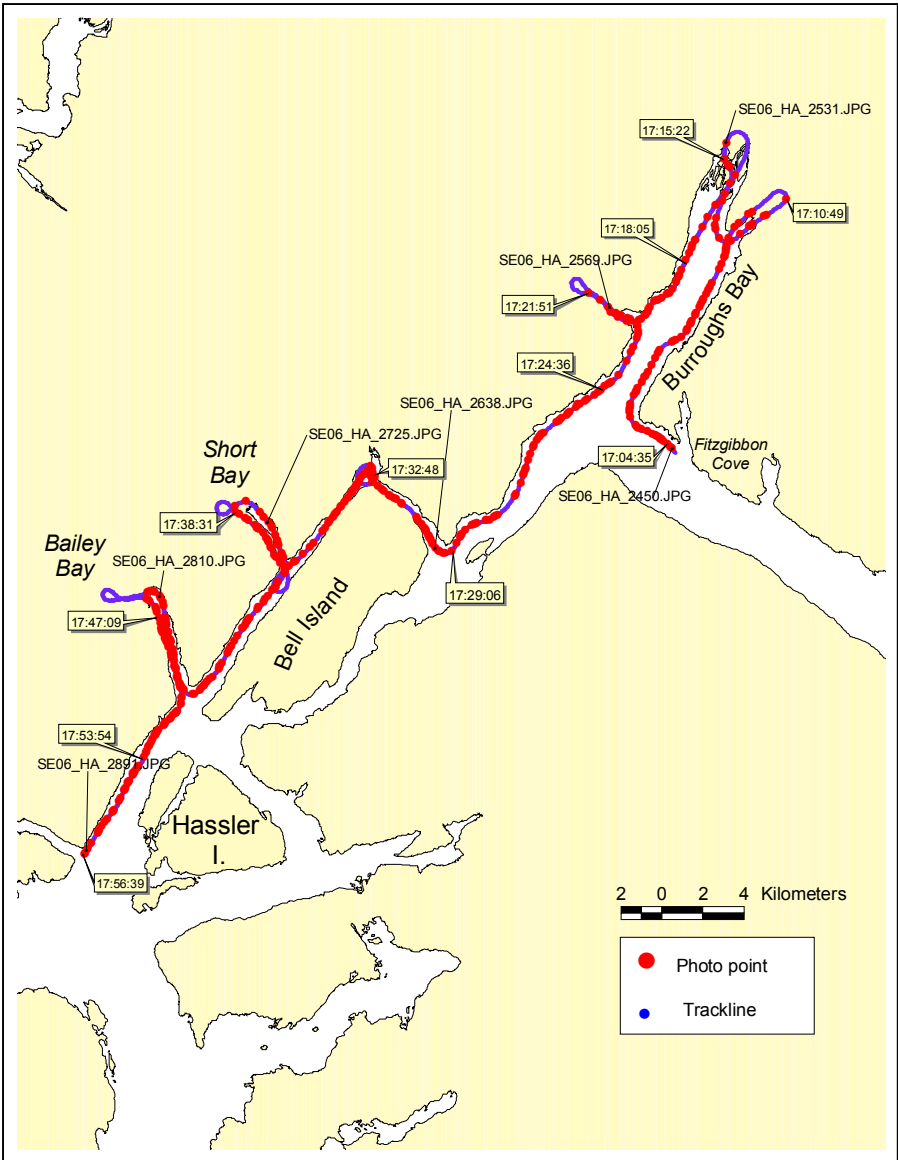 SE06_HA_2531.JPG
17:15:22
17:10:49
17:18:05
SE06_HA_2569.JPG
17:21:51
Burroughs Bay
17:24:36
SE06_HA_2638.JPG
SE06_HA_2725.JPG
Short
Bay
17:32:48
Fitzgibbon
Cove
17:04:35
SE06_HA_2450.JPG
17:38:31
Bailey
Bay
SE06_HA_2810.JPG
17:29:06
Bell Island
17:47:09
17:53:54
SE06_HA_2891.JPG
Hassler
I.
17:56:39
2 0 2 4 Kilometers
Photo point
Trackline